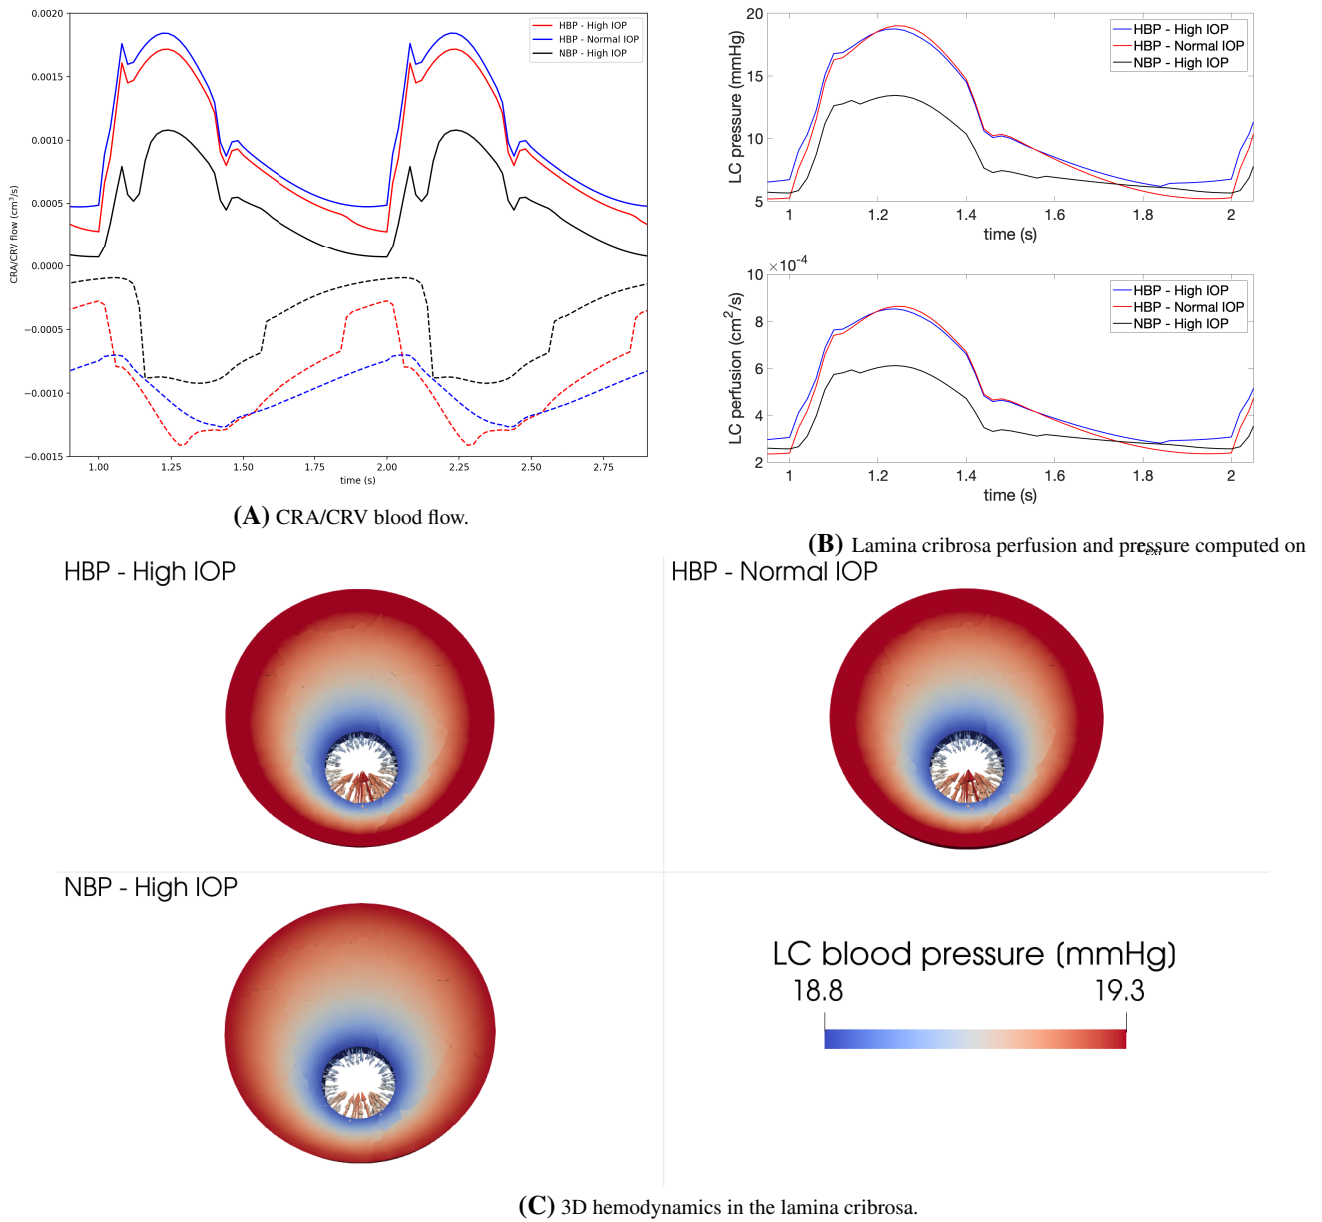 0.0020
0.0015
0.0010
0.0005
0.0000
−0.0005
−0.0010
−0.0015
CRA/CRV flow (cm³/s)
HBP - High IOP
HBP - Normal IOP
NBP - High IOP
1.00 1.25 1.50 1.75 2.00 2.25 2.50 2.75
time (s)
(A) CRA/CRV blood flow.
20
15
10
5
LC pressure (mmHg)
HBP - High IOP
HBP - Normal IOP
NBP - High IOP
1 1.2 1.4 1.6 1.8 2
time (s)
×10⁻⁴
10
8
6
4
2
LC perfusion (cm²/s)
HBP - High IOP
HBP - Normal IOP
NBP - High IOP
1 1.2 1.4 1.6 1.8 2
time (s)
(B) Lamina cribrosa perfusion and pressure computed on
HBP - High IOP
HBP - Normal IOP
NBP - High IOP
LC blood pressure (mmHg)
18.8 19.3
(C) 3D hemodynamics in the lamina cribrosa.